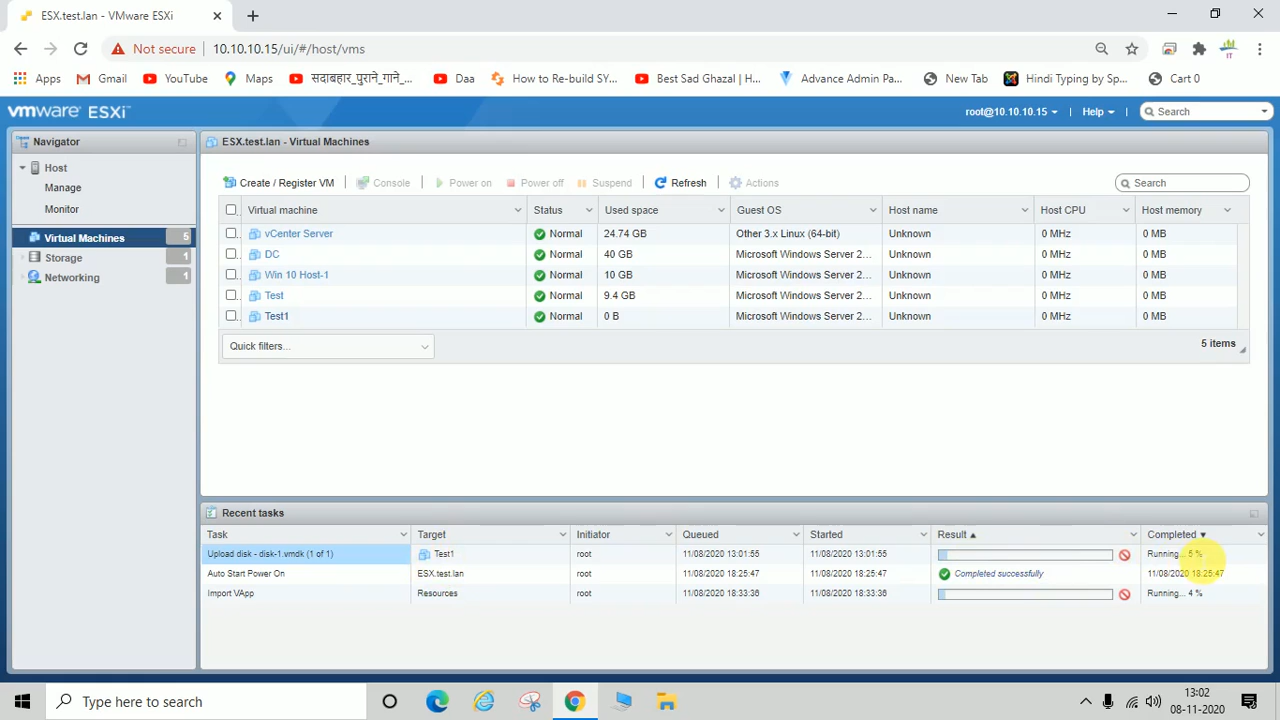 ESX.test.lan - VMware ESXi
Not secure 10.10.10.15/ui/#/host/vms
Apps Gmail YouTube Maps सदाबहार_पुराने_गाने_... Daa How to Re-build SY... Best Sad Ghazal | H... Advance Admin Pa... New Tab Hindi Typing by Sp... Cart 0
IT
vmware ESXi root@10.10.10.15 Help Search
Navigator
ESX.test.lan - Virtual Machines
Host
Manage
Monitor
Virtual Machines 5
Storage 1
Networking 1
Create / Register VM Console Power on Power off Suspend Refresh Actions Search
Virtual machine Status Used space Guest OS Host name Host CPU Host memory
vCenter Server Normal 24.74 GB Other 3.x Linux (64-bit) Unknown 0 MHz 0 MB
DC Normal 40 GB Microsoft Windows Server 2... Unknown 0 MHz 0 MB
Win 10 Host-1 Normal 10 GB Microsoft Windows Server 2... Unknown 0 MHz 0 MB
Test Normal 9.4 GB Microsoft Windows Server 2... Unknown 0 MHz 0 MB
Test1 Normal 0 B Microsoft Windows Server 2... Unknown 0 MHz 0 MB
Quick filters... 5 items
Recent tasks
Task Target Initiator Queued Started Result Completed
Upload disk - disk-1.vmdk (1 of 1) Test1 root 11/08/2020 13:01:55 11/08/2020 13:01:55 Running... 5 %
Auto Start Power On ESX.test.lan root 11/08/2020 18:25:47 11/08/2020 18:25:47 Completed successfully 11/08/2020 18:25:47
Import VApp Resources root 11/08/2020 18:33:36 11/08/2020 18:33:36 Running... 4 %
Type here to search
13:02
08-11-2020